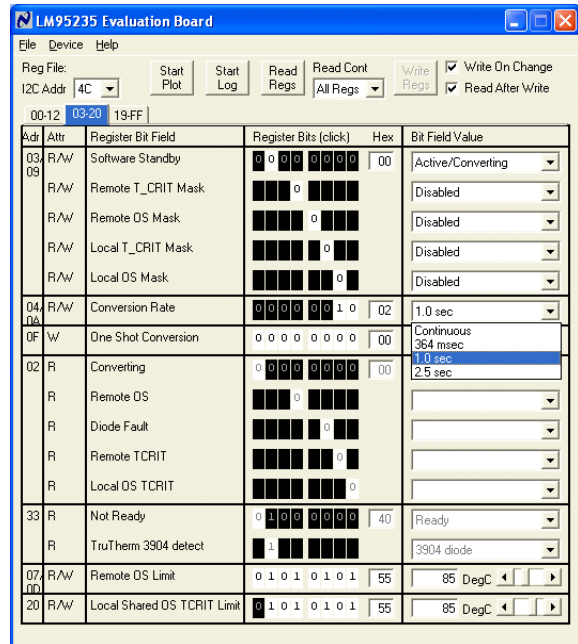 LM95235 Evaluation Board
File Device Help
Reg File:
I2C Addr 4C
Start Plot
Start Log
Read Regs
Read Cont
All Regs
Write Regs
Write On Change
Read After Write
00-12 03-20 19-FF
Adr Attr Register Bit Field Register Bits (click) Hex Bit Field Value
03/09 R/W Software Standby 0 0 0 0 0 0 0 0 00 Active/Converting
R/W Remote T_CRIT Mask 0 Disabled
R/W Remote OS Mask 0 Disabled
R/W Local T_CRIT Mask 0 Disabled
R/W Local OS Mask 0 Disabled
04/0A R/W Conversion Rate 0 0 0 0 0 0 1 0 02 1.0 sec
Continuous
364 msec
1.0 sec
2.5 sec
0F W One Shot Conversion 0 0 0 0 0 0 0 0 00
02 R Converting 0 0 0 0 0 0 0 0 00
R Remote OS 0
R Diode Fault 0
R Remote TCRIT 0
R Local OS TCRIT 0
33 R Not Ready 0 1 0 0 0 0 0 0 40 Ready
R TruTherm 3904 detect 1 3904 diode
07/0D R/W Remote OS Limit 0 1 0 1 0 1 0 1 55 85 DegC
20 R/W Local Shared OS TCRIT Limit 0 1 0 1 0 1 0 1 55 85 DegC